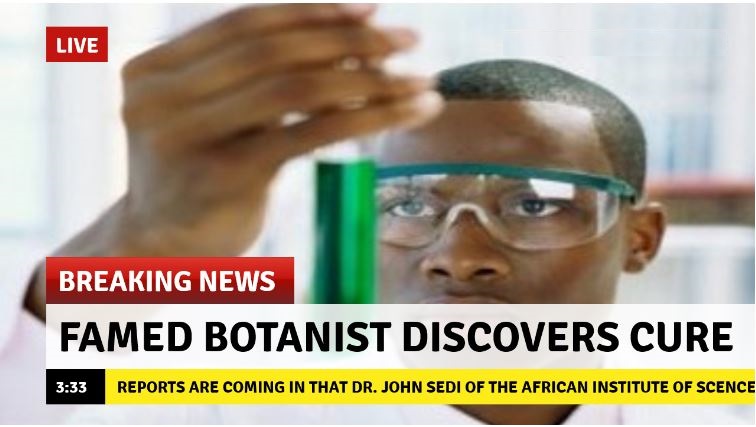 LIVE
BREAKING NEWS
FAMED BOTANIST DISCOVERS CURE
3:33 REPORTS ARE COMING IN THAT DR. JOHN SEDI OF THE AFRICAN INSTITUTE OF SCENCE